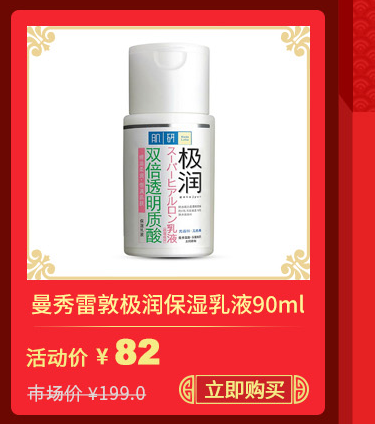 肌研
极润
スーパーヒアルロン乳液
双倍透明质酸
曼秀雷敦极润保湿乳液90ml
活动价 ¥82
市场价 ¥199.0
立即购买